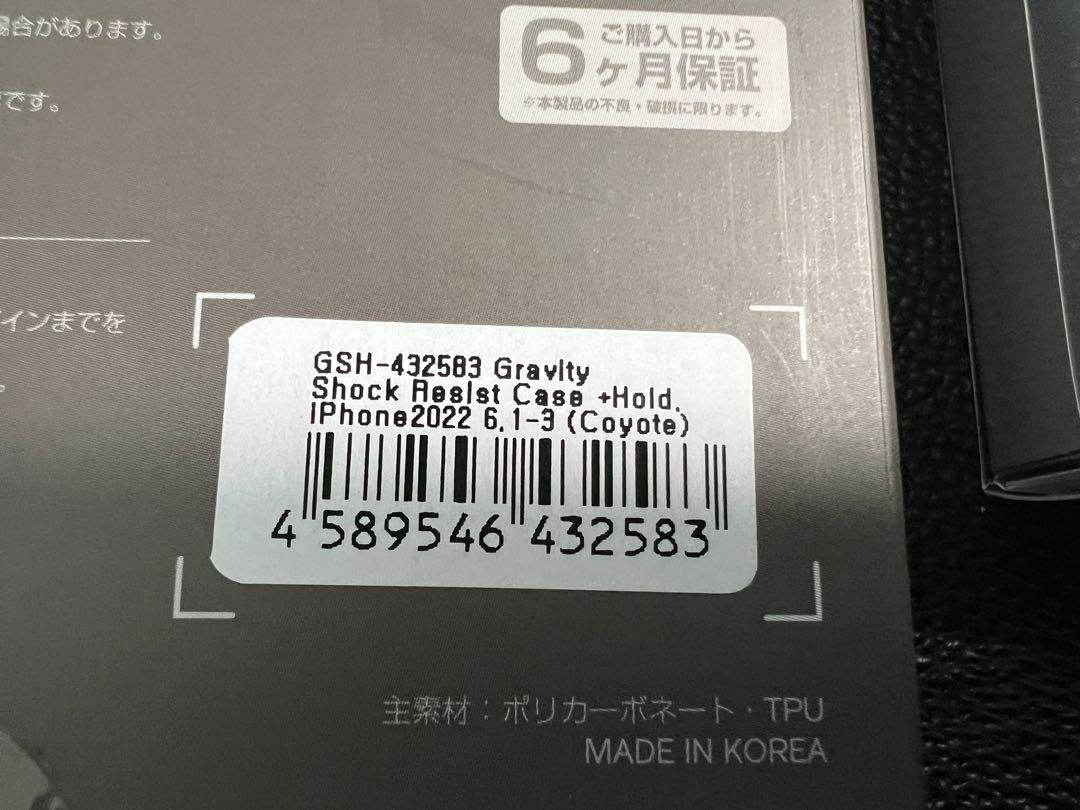 場合があります。
です。
6
ご購入日から
ヶ月保証
※本製品の不良・破損に限ります。
インまでを
GSH-432583 Gravity
Shock Resist Case +Hold.
iPhone2022 6.1-3 (Coyote)
4 589546 432583
主素材：ポリカーボネート・TPU
MADE IN KOREA